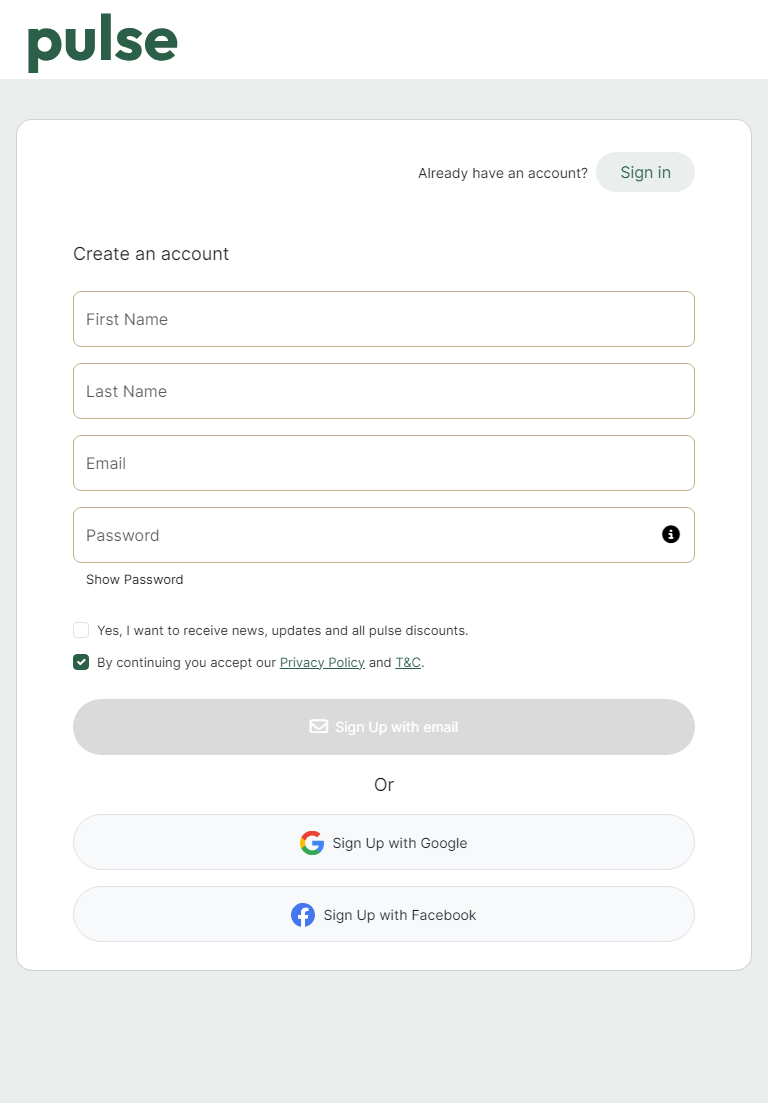 pulse
Already have an account? Sign in
Create an account
First Name
Last Name
Email
Password
Show Password
Yes, I want to receive news, updates and all pulse discounts.
By continuing you accept our Privacy Policy and T&C.
Sign Up with email
Or
Sign Up with Google
Sign Up with Facebook